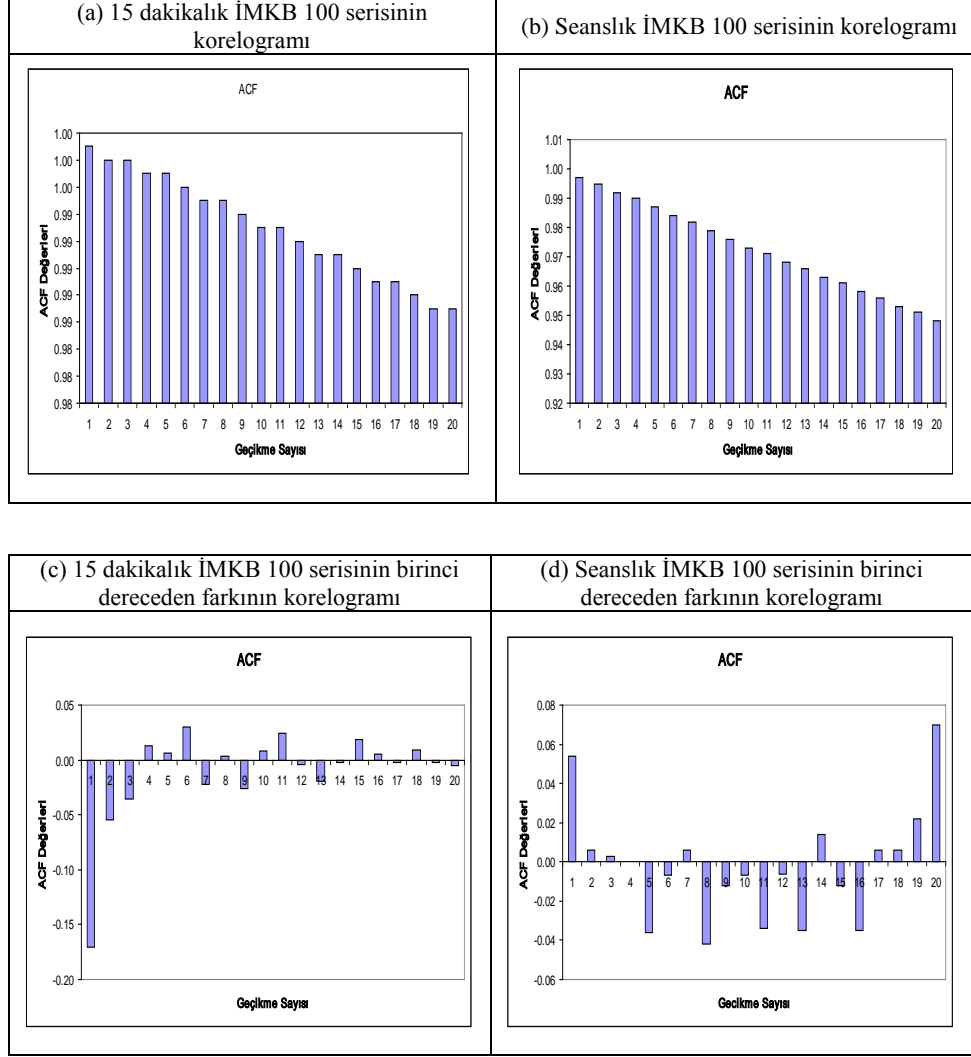 (a) 15 dakikalık İMKB 100 serisinin
korelogramı
(b) Seanslık İMKB 100 serisinin korelogramı
ACF
1.00
1.00
1.00
0.99
0.99
0.99
0.99
0.99
0.98
0.98
0.98
ACF Değerleri
1 2 3 4 5 6 7 8 9 10 11 12 13 14 15 16 17 18 19 20
Geçikme Sayısı
ACF
1.01
1.00
0.99
0.98
0.97
0.96
0.95
0.94
0.93
0.92
ACF Değerleri
1 2 3 4 5 6 7 8 9 10 11 12 13 14 15 16 17 18 19 20
Geçikme Sayısı
(c) 15 dakikalık İMKB 100 serisinin birinci
dereceden farkının korelogramı
(d) Seanslık İMKB 100 serisinin birinci
dereceden farkının korelogramı
ACF
0.05
0.00
-0.05
-0.10
-0.15
-0.20
ACF Değerleri
1 2 3 4 5 6 7 8 9 10 11 12 13 14 15 16 17 18 19 20
Geçikme Sayısı
ACF
0.08
0.06
0.04
0.02
0.00
-0.02
-0.04
-0.06
ACF Değerleri
1 2 3 4 5 6 7 8 9 10 11 12 13 14 15 16 17 18 19 20
Gecikme Sayısı